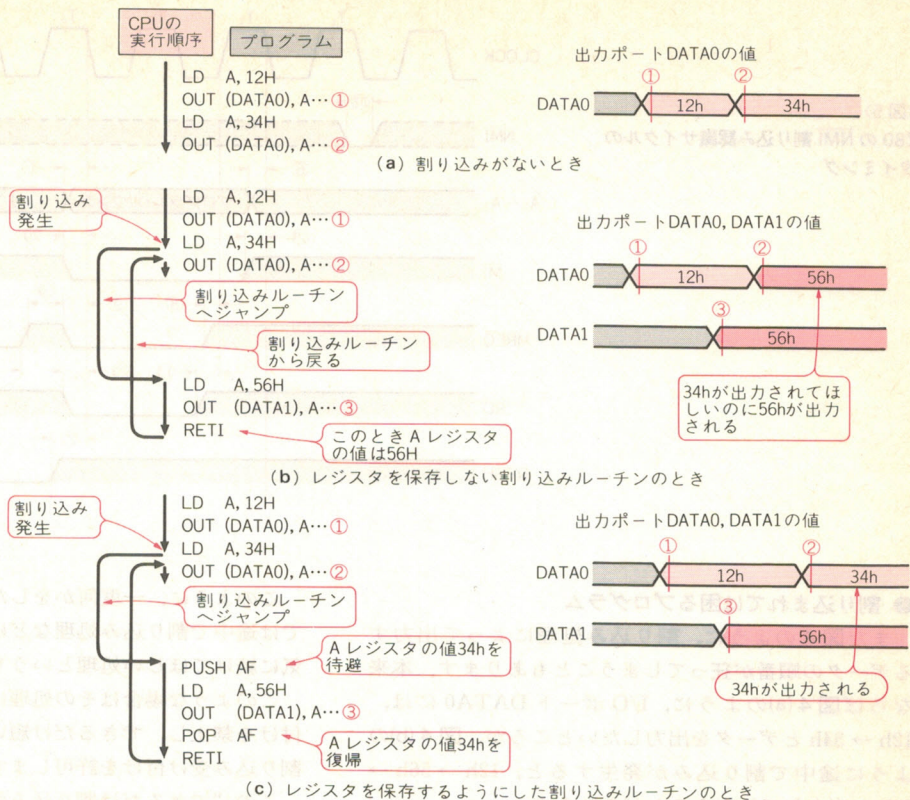 CPUの
実行順序
プログラム
LD A, 12H
OUT (DATA0), A…①
LD A, 34H
OUT (DATA0), A…②
出力ポートDATA0の値
① ②
DATA0 12h 34h
(a) 割り込みがないとき
割り込み
発生
LD A, 12H
OUT (DATA0), A…①
LD A, 34H
OUT (DATA0), A…②
割り込みルーチン
へジャンプ
割り込みルーチン
から戻る
LD A, 56H
OUT (DATA1), A…③
RETI
このときAレジスタ
の値は56H
出力ポートDATA0, DATA1の値
① ②
DATA0 12h 56h
③
DATA1 56h
34hが出力されてほ
しいのに56hが出力
される
(b) レジスタを保存しない割り込みルーチンのとき
割り込み
発生
LD A, 12H
OUT (DATA0), A…①
LD A, 34H
OUT (DATA0), A…②
割り込みルーチン
へジャンプ
PUSH AF
LD A, 56H
OUT (DATA1), A…③
POP AF
RETI
Aレジスタの値34hを
待避
Aレジスタの値34hを
復帰
出力ポートDATA0, DATA1の値
① ②
DATA0 12h 34h
③
DATA1 56h
34hが出力される
(c) レジスタを保存するようにした割り込みルーチンのとき